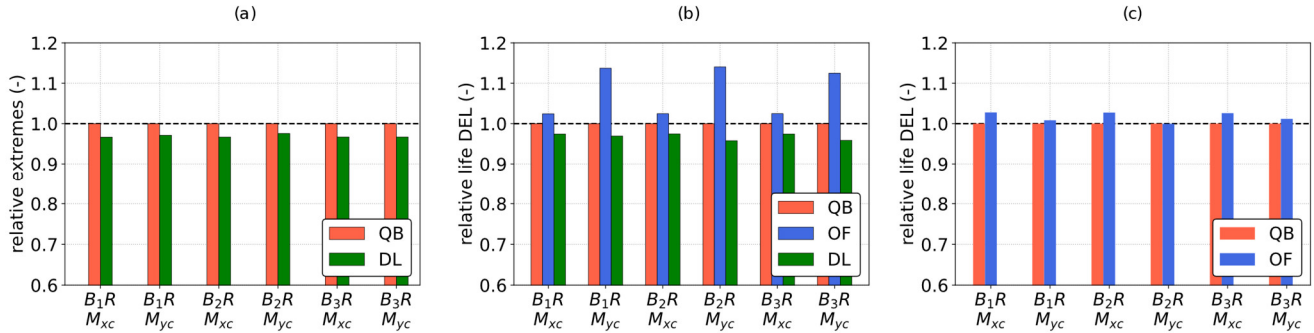 (a)
relative extremes (-)
1.2
1.1
1.0
0.9
0.8
0.7
0.6
QB
DL
B₁R B₁R B₂R B₂R B₃R B₃R
Mxc Myc Mxc Myc Mxc Myc
(b)
relative life DEL (-)
1.2
1.1
1.0
0.9
0.8
0.7
0.6
QB
OF
DL
B₁R B₁R B₂R B₂R B₃R B₃R
Mxc Myc Mxc Myc Mxc Myc
(c)
relative life DEL (-)
1.2
1.1
1.0
0.9
0.8
0.7
0.6
QB
OF
B₁R B₁R B₂R B₂R B₃R B₃R
Mxc Myc Mxc Myc Mxc Myc